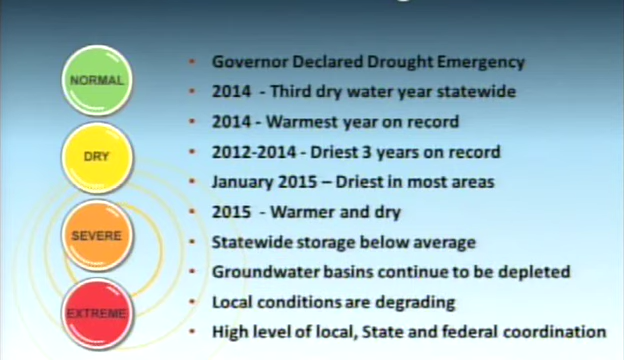 NORMAL
DRY
SEVERE
EXTREME
• Governor Declared Drought Emergency
• 2014 - Third dry water year statewide
• 2014 - Warmest year on record
• 2012-2014 - Driest 3 years on record
• January 2015 – Driest in most areas
• 2015 - Warmer and dry
• Statewide storage below average
• Groundwater basins continue to be depleted
• Local conditions are degrading
• High level of local, State and federal coordination